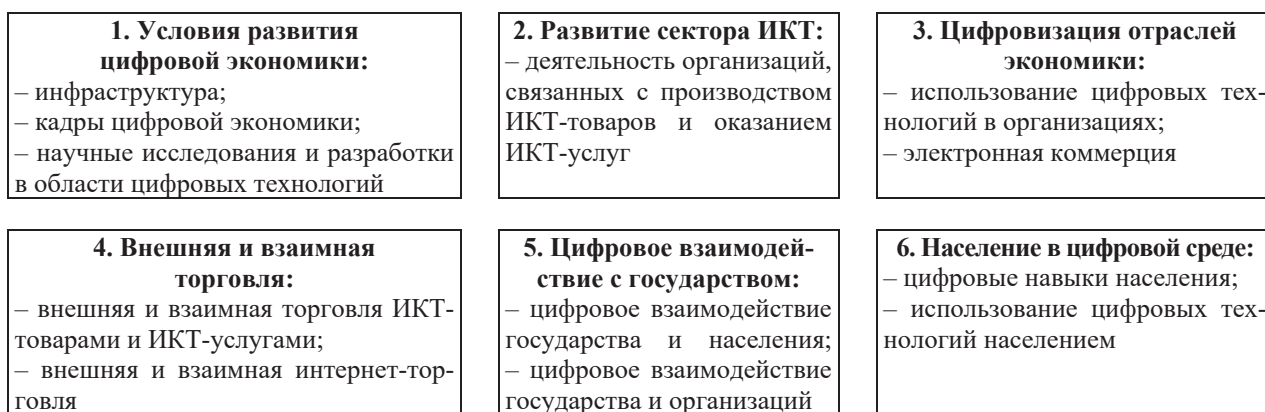 1. Условия развития
цифровой экономики:
– инфраструктура;
– кадры цифровой экономики;
– научные исследования и разработки
в области цифровых технологий
2. Развитие сектора ИКТ:
– деятельность организаций,
связанных с производством
ИКТ-товаров и оказанием
ИКТ-услуг
3. Цифровизация отраслей
экономики:
– использование цифровых тех-
нологий в организациях;
– электронная коммерция
4. Внешняя и взаимная
торговля:
– внешняя и взаимная торговля ИКТ-
товарами и ИКТ-услугами;
– внешняя и взаимная интернет-тор-
говля
5. Цифровое взаимодей-
ствие с государством:
– цифровое взаимодействие
государства и населения;
– цифровое взаимодействие
государства и организаций
6. Население в цифровой среде:
– цифровые навыки населения;
– использование цифровых тех-
нологий населением